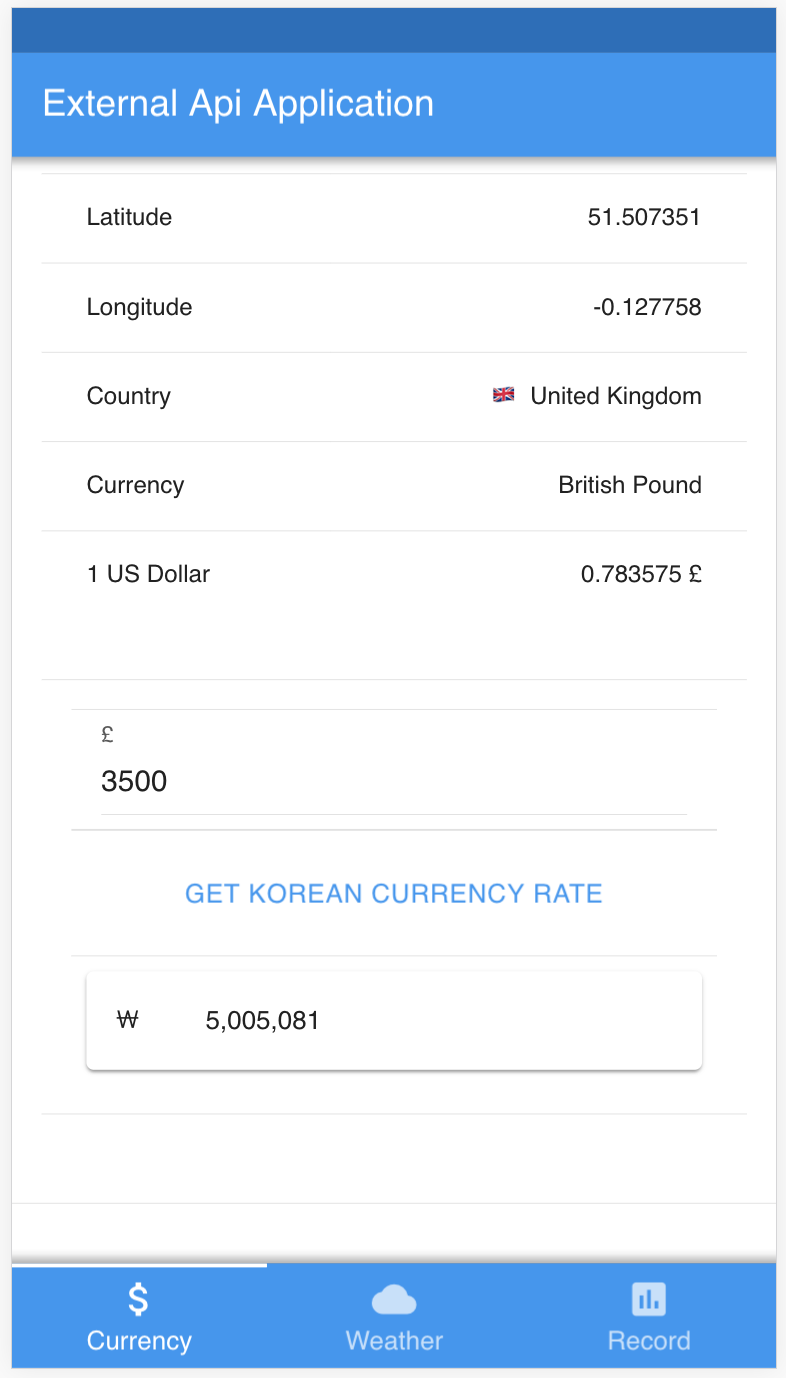 External Api Application
Latitude 51.507351
Longitude -0.127758
Country 🇬🇧 United Kingdom
Currency British Pound
1 US Dollar 0.783575 £
£
3500
GET KOREAN CURRENCY RATE
₩ 5,005,081
$
Currency Weather Record